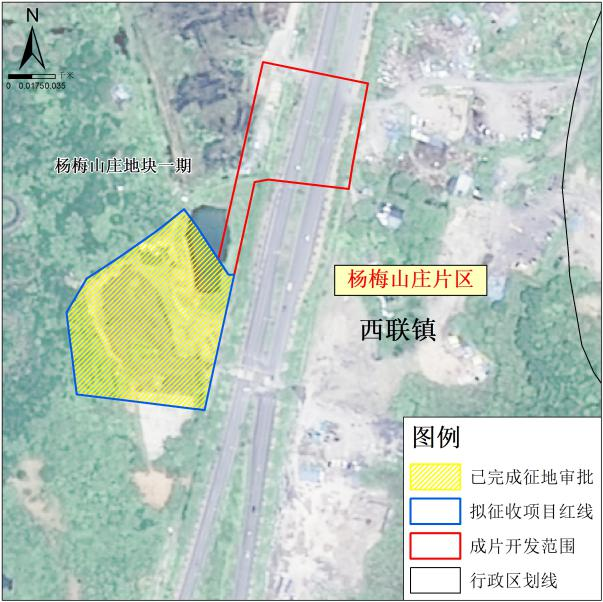 N
千米
0 0.01750.035
杨梅山庄地块一期
杨梅山庄片区
西联镇
图例
已完成征地审批
拟征收项目红线
成片开发范围
行政区划线